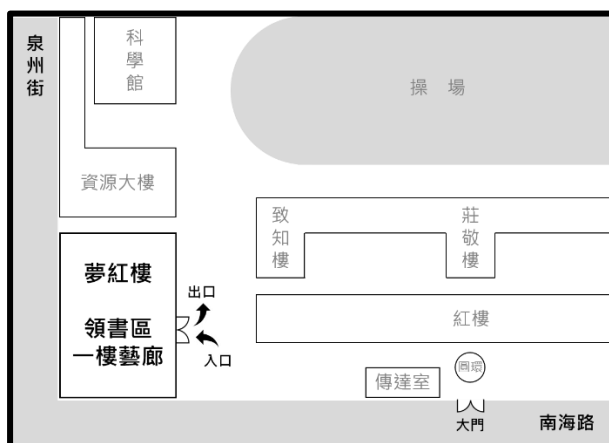 泉州街
科學館
操場
資源大樓
致知樓
莊敬樓
夢紅樓
領書區
一樓藝廊
出口
入口
紅樓
圓環
傳達室
大門
南海路